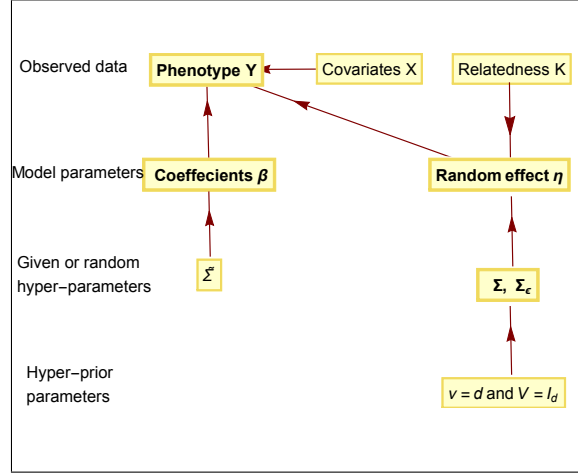 Observed data
Phenotype Y
Covariates X
Relatedness K
Model parameters
Coeffecients β
Random effect η
Given or random
hyper−parameters
Σ̃
Σ, Σϵ
Hyper−prior
parameters
ν = d and V = Id